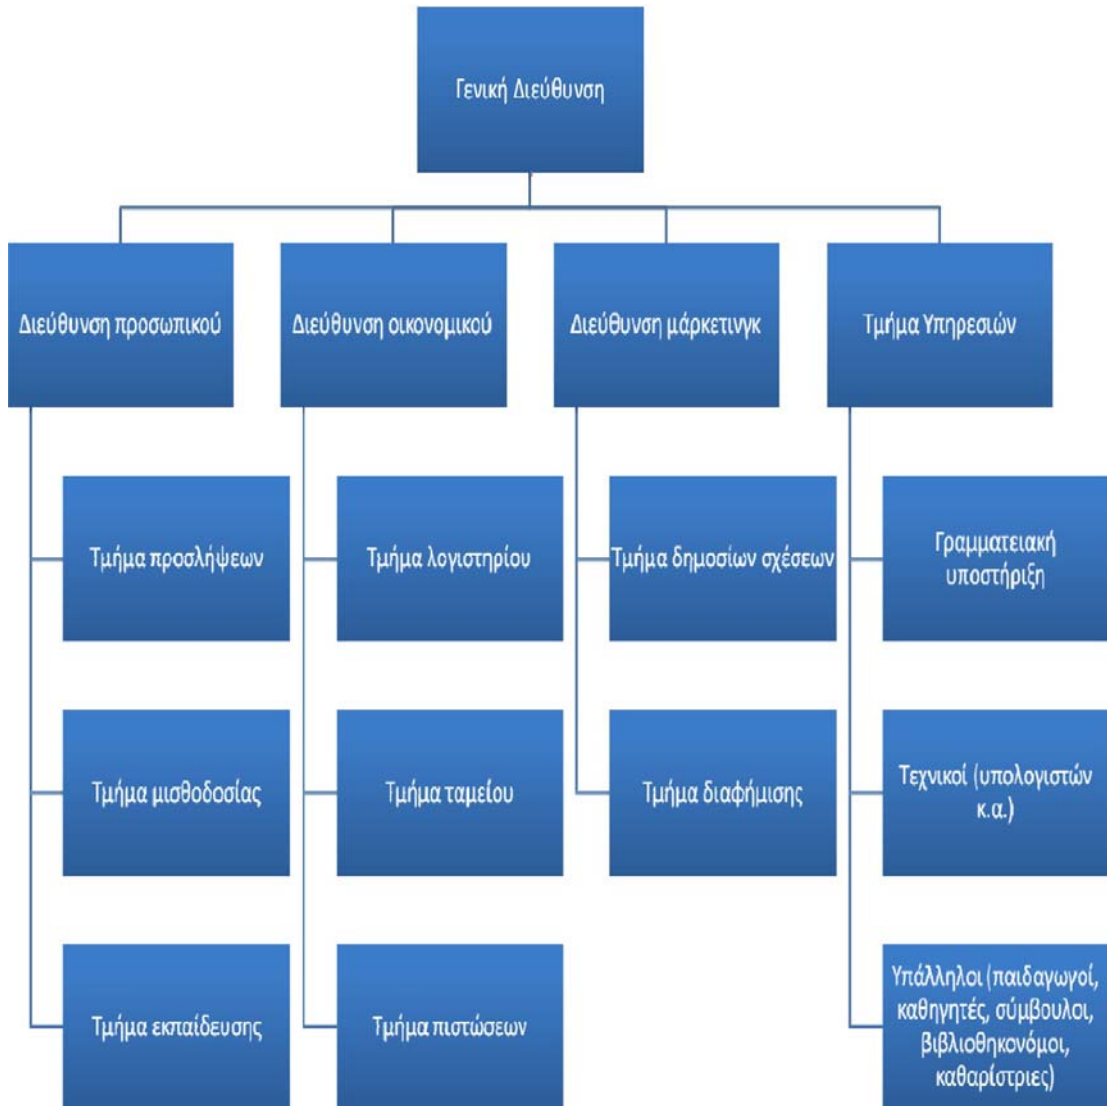 Γενική Διεύθυνση
Διεύθυνση προσωπικού
Διεύθυνση οικονομικού
Διεύθυνση μάρκετινγκ
Τμήμα Υπηρεσιών
Τμήμα προσλήψεων
Τμήμα λογιστηρίου
Τμήμα δημοσίων σχέσεων
Γραμματειακή
υποστήριξη
Τμήμα μισθοδοσίας
Τμήμα ταμείου
Τμήμα διαφήμισης
Τεχνικοί (υπολογιστών
κ.α.)
Τμήμα εκπαίδευσης
Τμήμα πιστώσεων
Υπάλληλοι (παιδαγωγοί,
καθηγητές, σύμβουλοι,
βιβλιοθηκονόμοι,
καθαρίστριες)